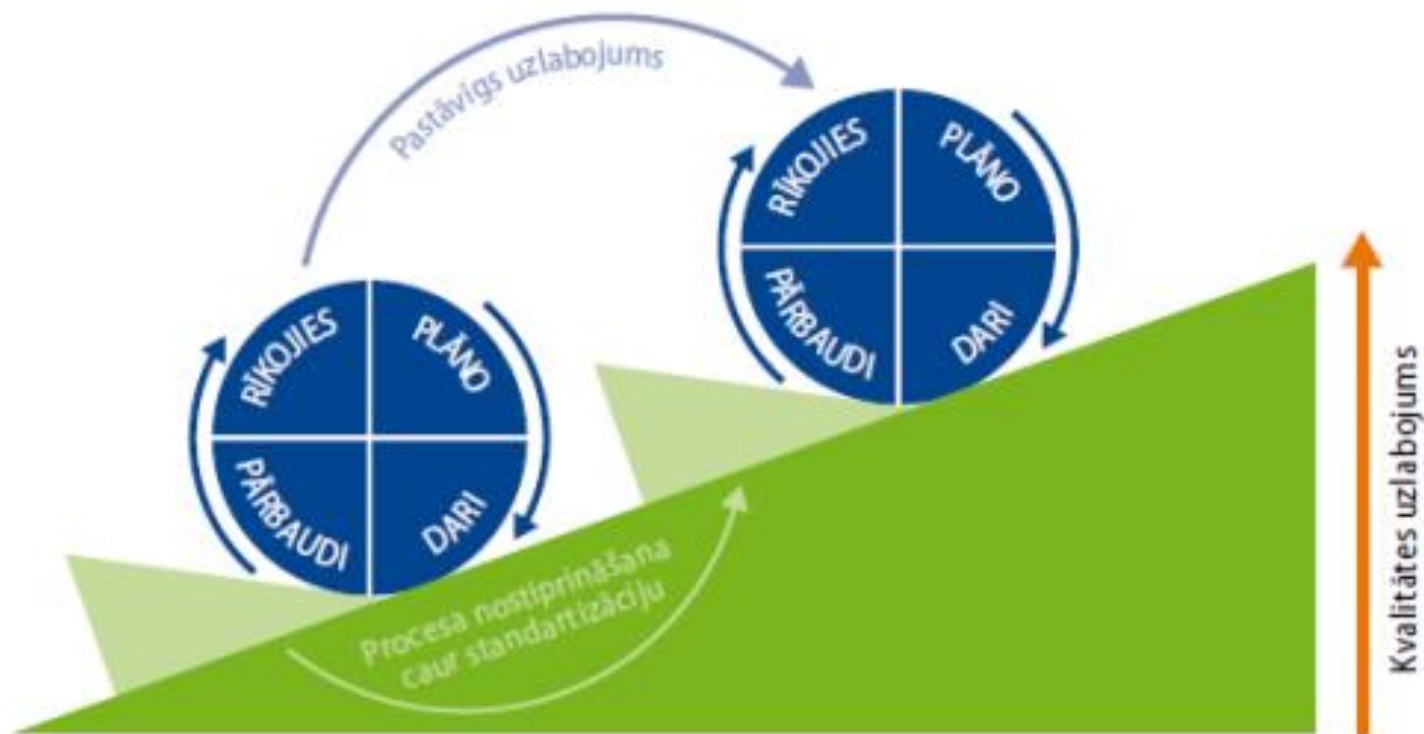 Pastāvīgs uzlabojums
RĪKOJIES
PLĀNO
PĀRBAUDI
DARI
RĪKOJIES
PLĀNO
PĀRBAUDI
DARI
Procesa nostiprināšana
caur standartizāciju
Kvalitātes uzlabojums